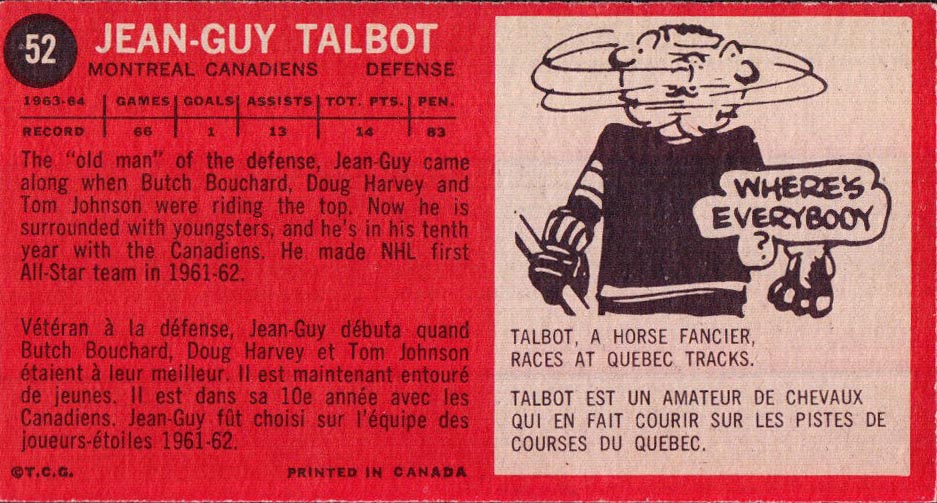 52
JEAN-GUY TALBOT
MONTREAL CANADIENS DEFENSE
1963-64 GAMES GOALS ASSISTS TOT. PTS. PEN.
RECORD 66 1 13 14 83
The "old man" of the defense, Jean-Guy came
along when Butch Bouchard, Doug Harvey and
Tom Johnson were riding the top. Now he is
surrounded with youngsters, and he's in his tenth
year with the Canadiens. He made NHL first
All-Star team in 1961-62.
Vétéran à la défense, Jean-Guy débuta quand
Butch Bouchard, Doug Harvey et Tom Johnson
étaient à leur meilleur. Il est maintenant entouré
de jeunes. Il est dans sa 10e année avec les
Canadiens. Jean-Guy fût choisi sur l'équipe des
joueurs-étoiles 1961-62.
©T.C.G. PRINTED IN CANADA
WHERE'S
EVERYBODY
?
TALBOT, A HORSE FANCIER,
RACES AT QUEBEC TRACKS.
TALBOT EST UN AMATEUR DE CHEVAUX
QUI EN FAIT COURIR SUR LES PISTES DE
COURSES DU QUEBEC.